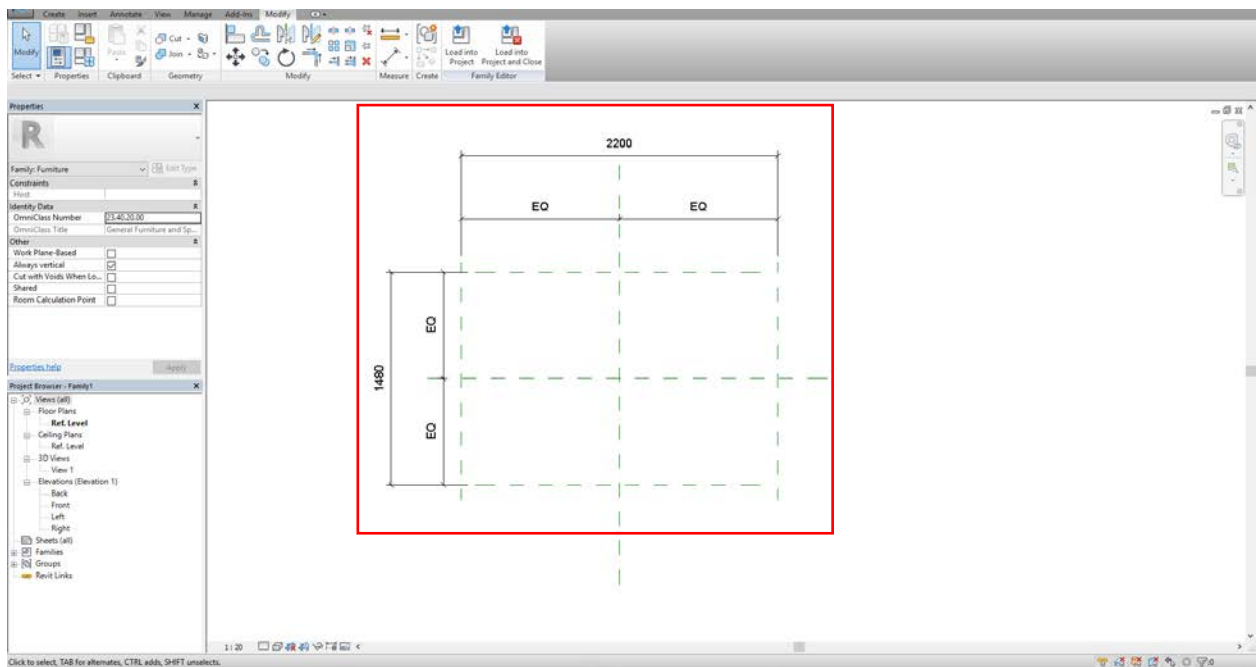 Create Insert Annotate View Manage Add-Ins Modify
Modify
Paste
Cut
Join
Load into Project
Load into Project and Close
Select Properties Clipboard Geometry Modify Measure Create Family Editor
Properties
R
Family: Furniture
Edit Type
Constraints
Host
Identity Data
OmniClass Number 23.40.20.00
OmniClass Title General Furniture and Sp...
Other
Work Plane-Based
Always vertical
Cut with Voids When Lo...
Shared
Room Calculation Point
Properties help
Apply
Project Browser - Family1
Views (all)
Floor Plans
Ref. Level
Ceiling Plans
Ref. Level
3D Views
View 1
Elevations (Elevation 1)
Back
Front
Left
Right
Sheets (all)
Families
Groups
Revit Links
2200
EQ EQ
EQ
1480
EQ
1:20
Click to select, TAB for alternates, CTRL adds, SHIFT unselects.
:0